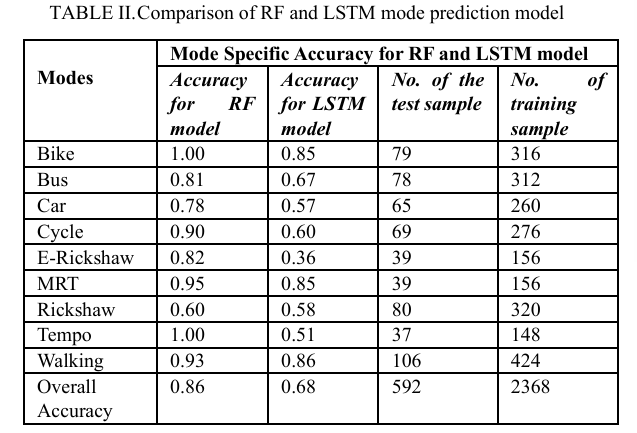 TABLE II.Comparison of RF and LSTM mode prediction model
Modes Mode Specific Accuracy for RF and LSTM model
Accuracy for RF model Accuracy for LSTM model No. of the test sample No. of training sample
Bike 1.00 0.85 79 316
Bus 0.81 0.67 78 312
Car 0.78 0.57 65 260
Cycle 0.90 0.60 69 276
E-Rickshaw 0.82 0.36 39 156
MRT 0.95 0.85 39 156
Rickshaw 0.60 0.58 80 320
Tempo 1.00 0.51 37 148
Walking 0.93 0.86 106 424
Overall Accuracy 0.86 0.68 592 2368